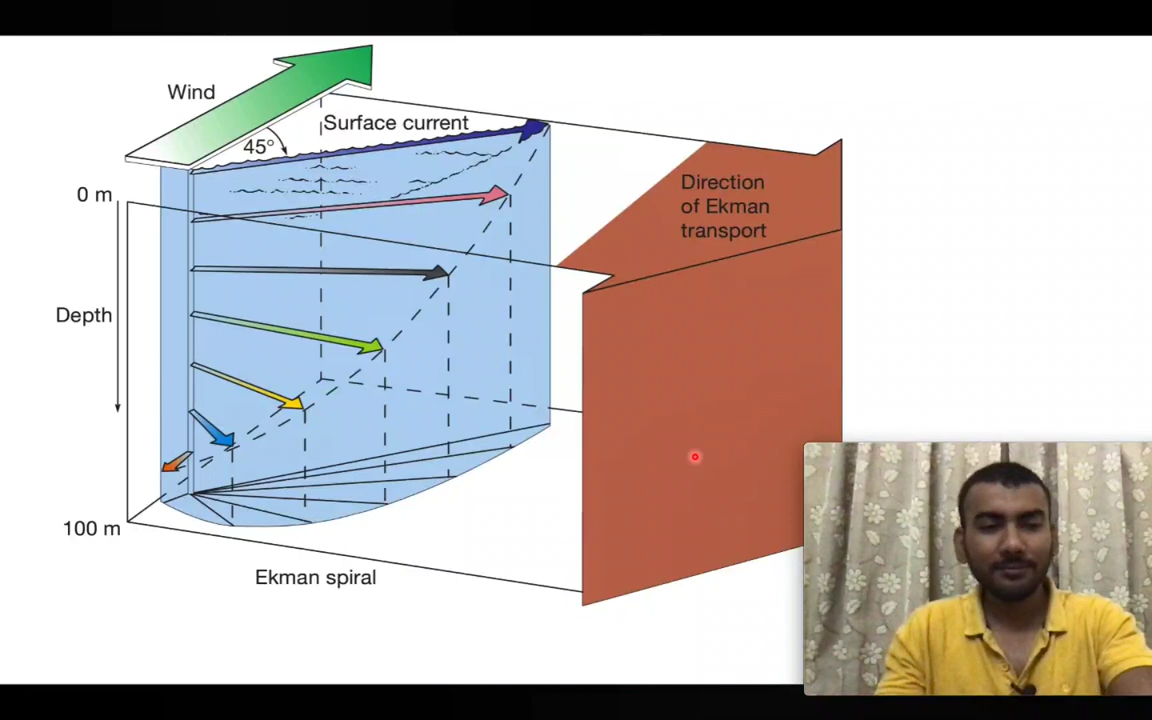 Wind
Surface current
45°
0 m
Direction
of Ekman
transport
Depth
100 m
Ekman spiral